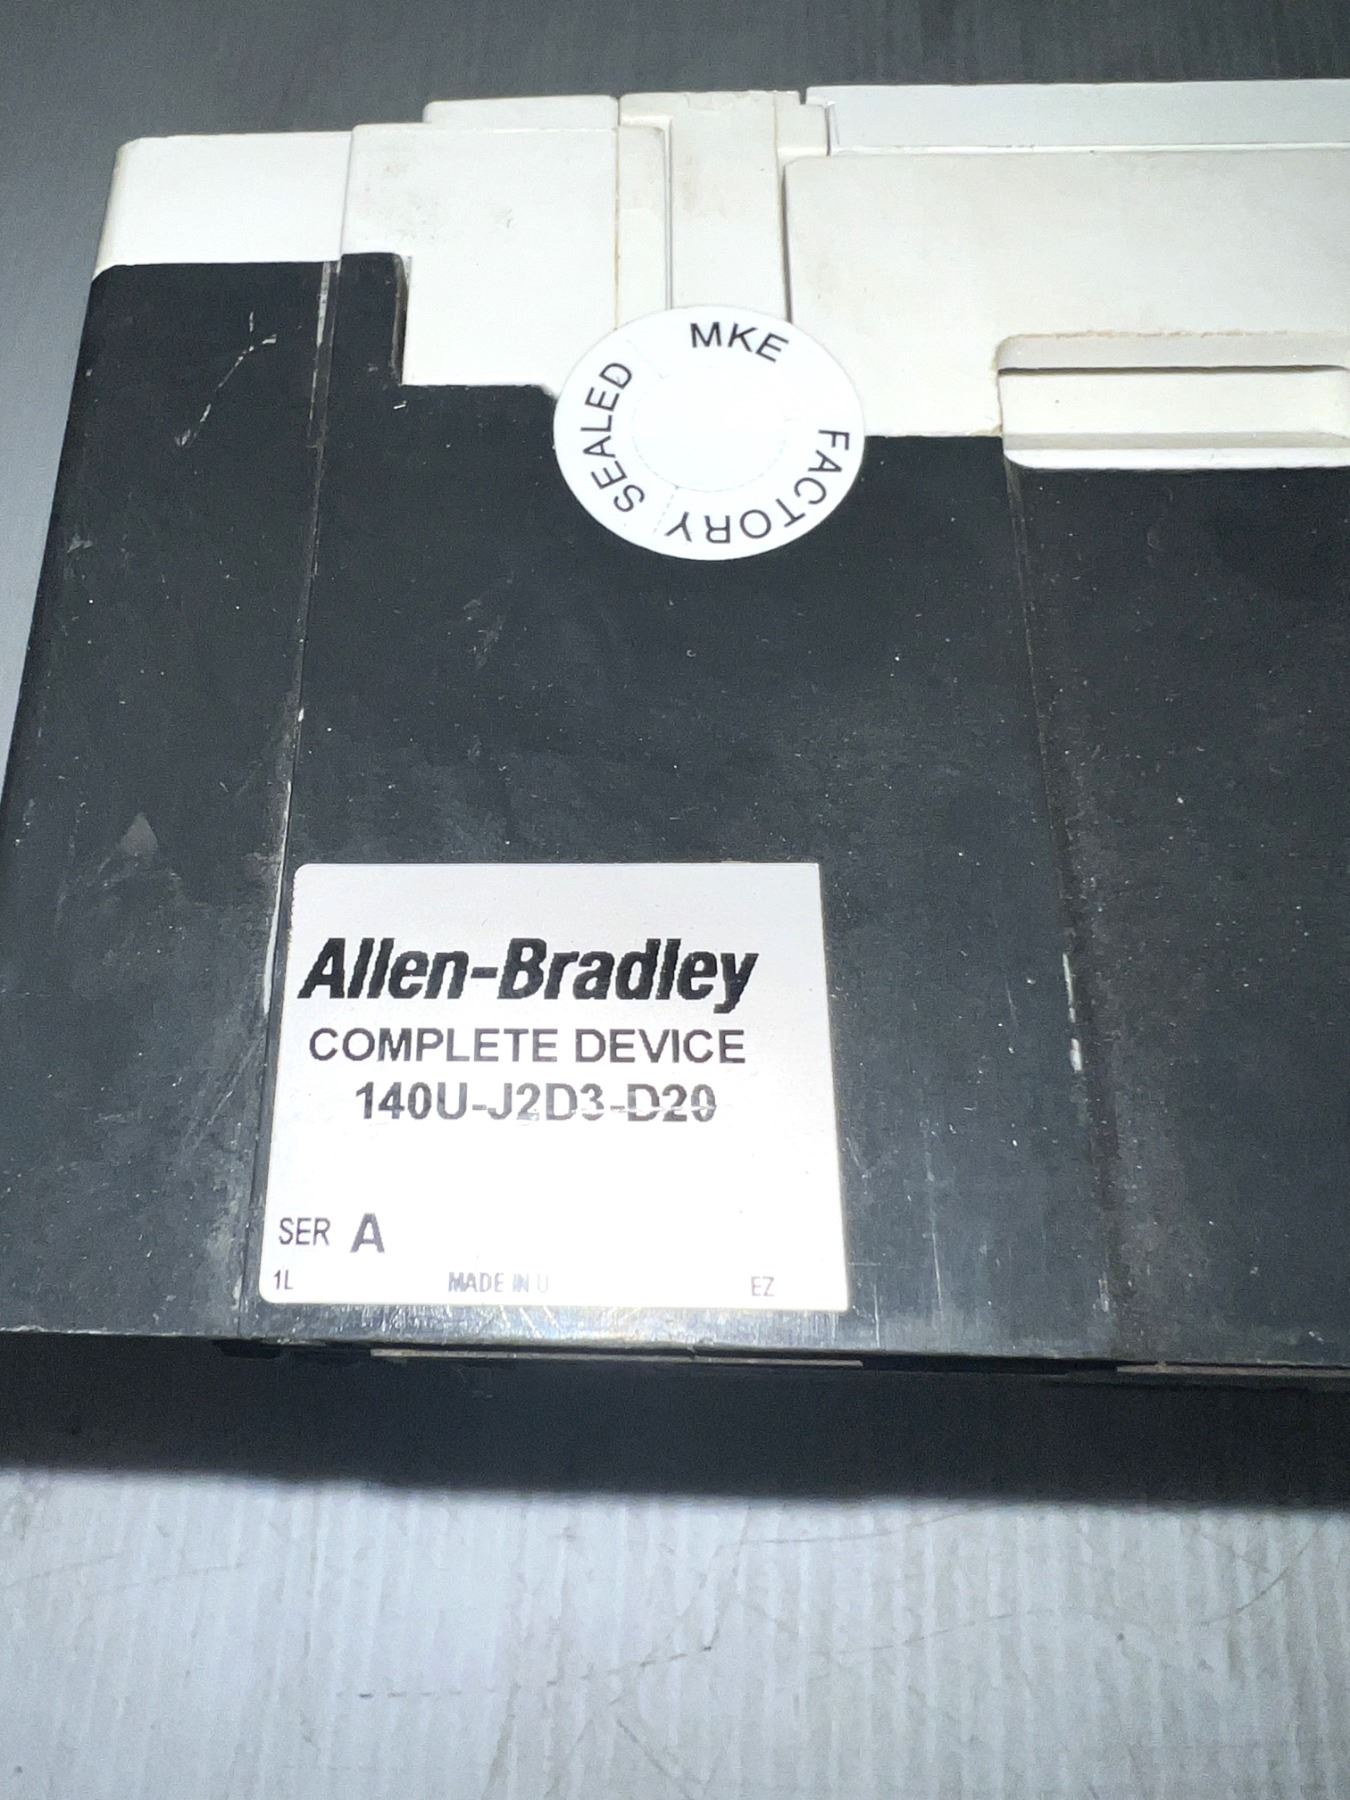 MKE FACTORY SEALED
Allen-Bradley
COMPLETE DEVICE
140U-J2D3-D20
SER A
1L MADE IN U EZ